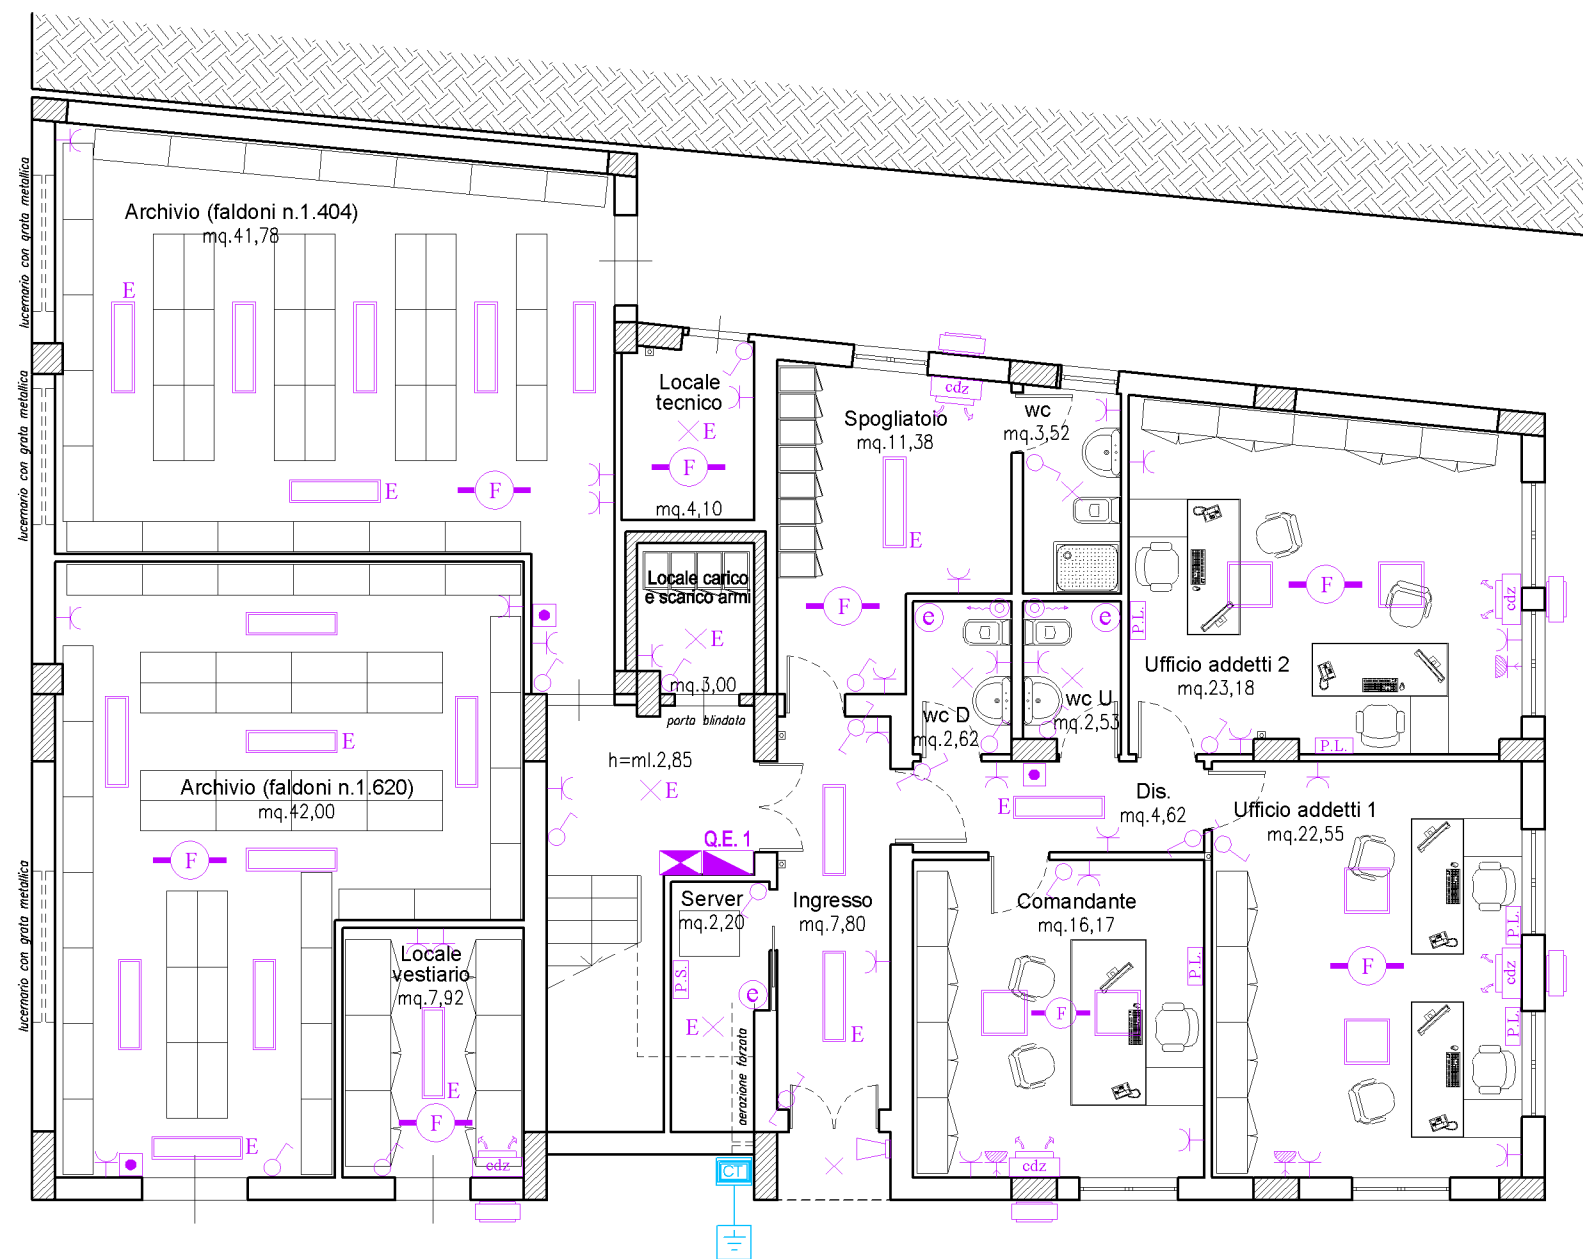 lucernario con grata metallica
lucernario con grata metallica
lucernario con grata metallica
Archivio (faldoni n.1.404)
mq.41,78
E
E
F
Locale
tecnico
E
F
mq.4,10
Spogliatoio
mq.11,38
cdz
E
F
wc
mq.3,52
Locale carico
e scarico armi
E
mq.3,00
porta blindata
e
e
wc D
mq.2,62
wc U
mq.2,53
P.L.
F
cdz
Ufficio addetti 2
mq.23,18
P.L.
E
Archivio (faldoni n.1.620)
mq.42,00
F
E
h=ml.2,85
E
Q.E. 1
Server
mq.2,20
P.S.
e
E
aerazione forzata
Ingresso
mq.7,80
E
E
Dis.
mq.4,62
Ufficio addetti 1
mq.22,55
P.L.
F
cdz
P.L.
Comandante
mq.16,17
P.L.
F
cdz
Locale
vestiario
mq.7,92
E
F
cdz
CT